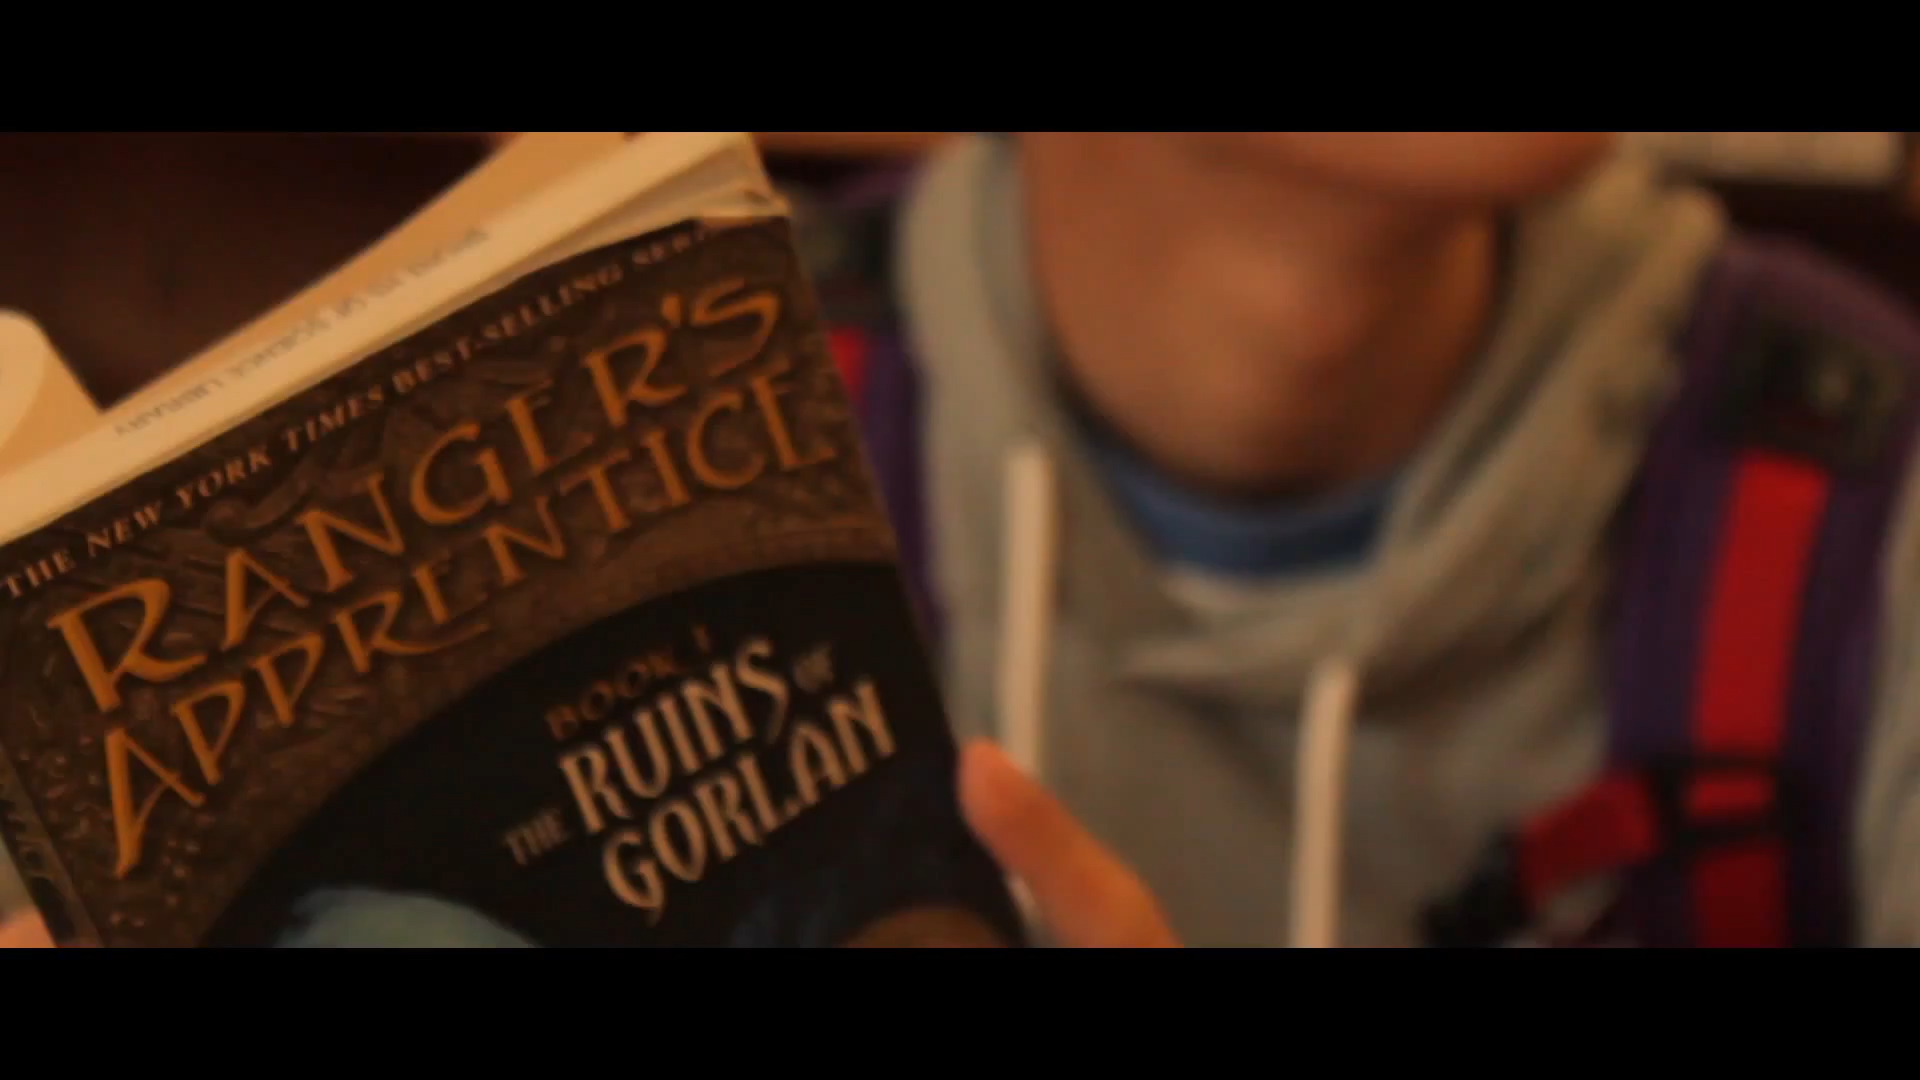 THE NEW YORK TIMES BEST-SELLING
RANGER'S
APPRENTICE
BOOK 1
THE RUINS OF
GORLAN